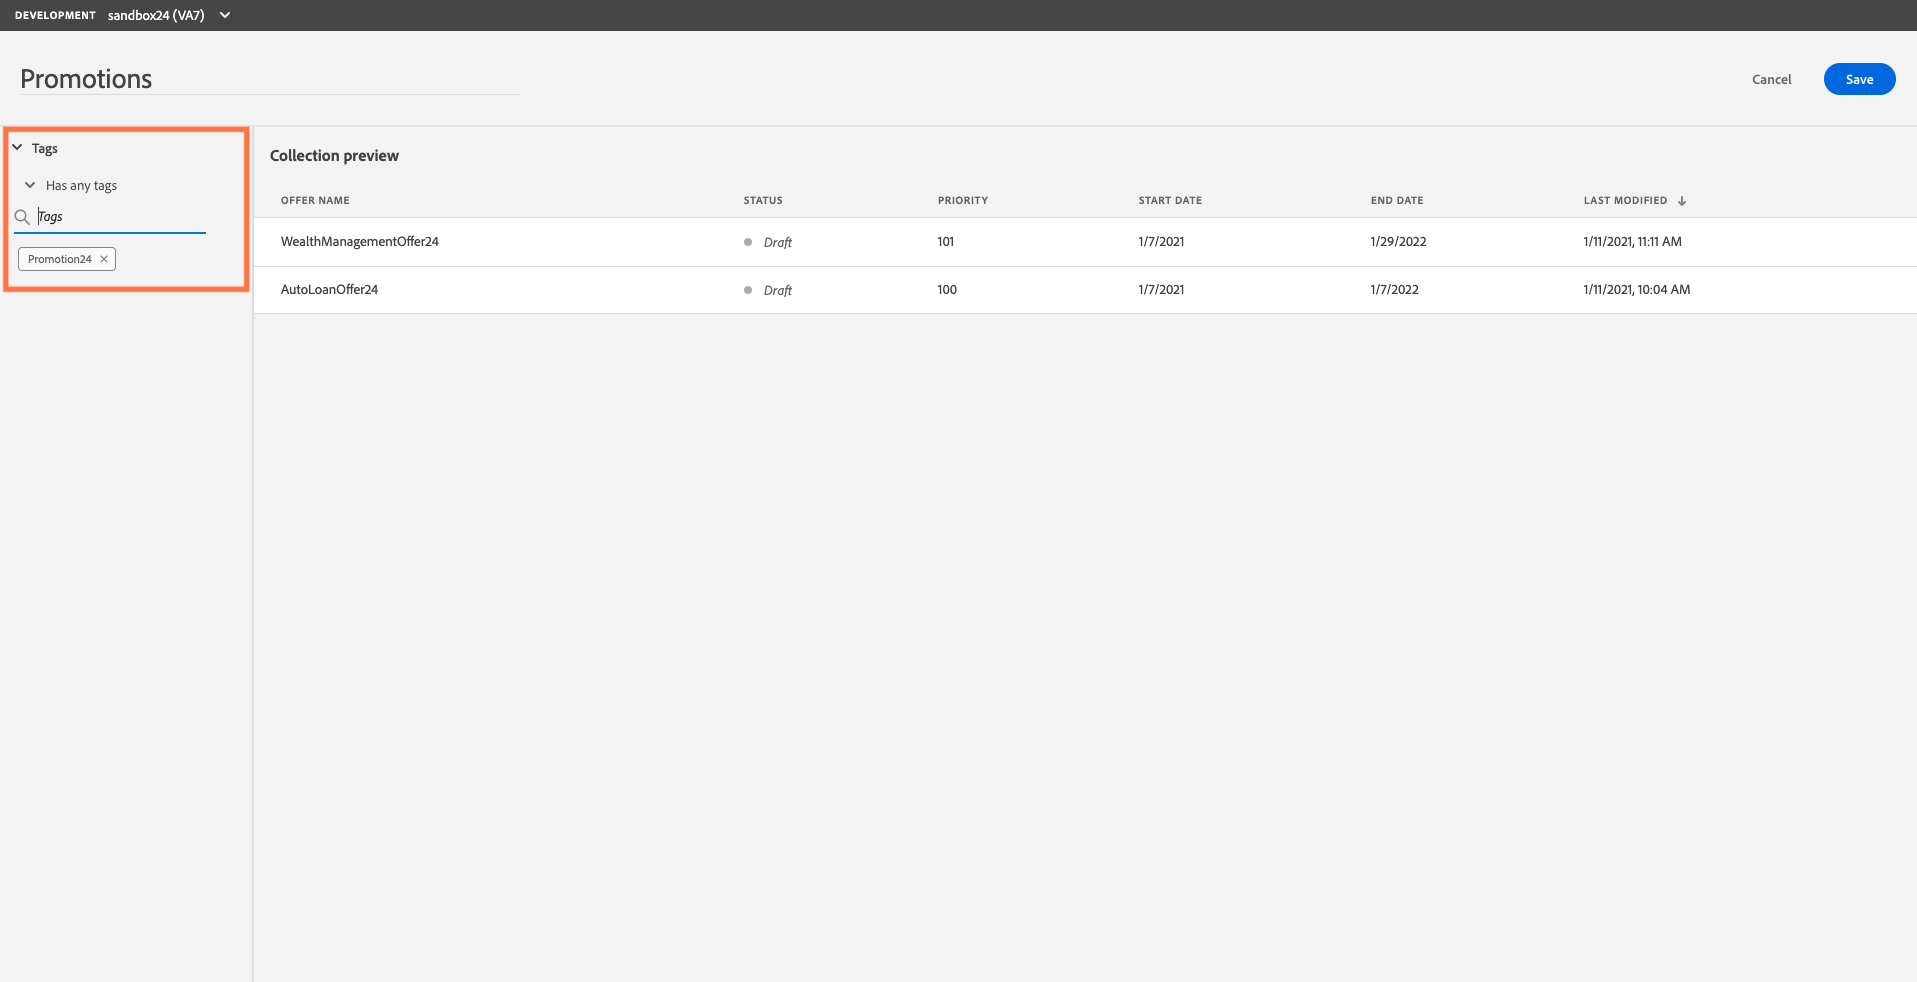 DEVELOPMENT sandbox24 (VA7)
Promotions
Cancel
Save
Tags
Has any tags
Tags
Promotion24
Collection preview
OFFER NAME STATUS PRIORITY START DATE END DATE LAST MODIFIED
WealthManagementOffer24 Draft 101 1/7/2021 1/29/2022 1/11/2021, 11:11 AM
AutoLoanOffer24 Draft 100 1/7/2021 1/7/2022 1/11/2021, 10:04 AM